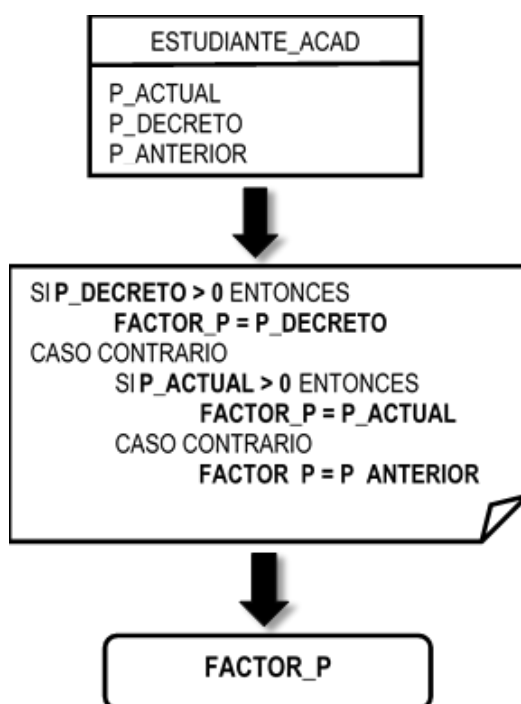 ESTUDIANTE_ACAD
P_ACTUAL
P_DECRETO
P_ANTERIOR
SI P_DECRETO > 0 ENTONCES
FACTOR_P = P_DECRETO
CASO CONTRARIO
SI P_ACTUAL > 0 ENTONCES
FACTOR_P = P_ACTUAL
CASO CONTRARIO
FACTOR P = P ANTERIOR
FACTOR_P